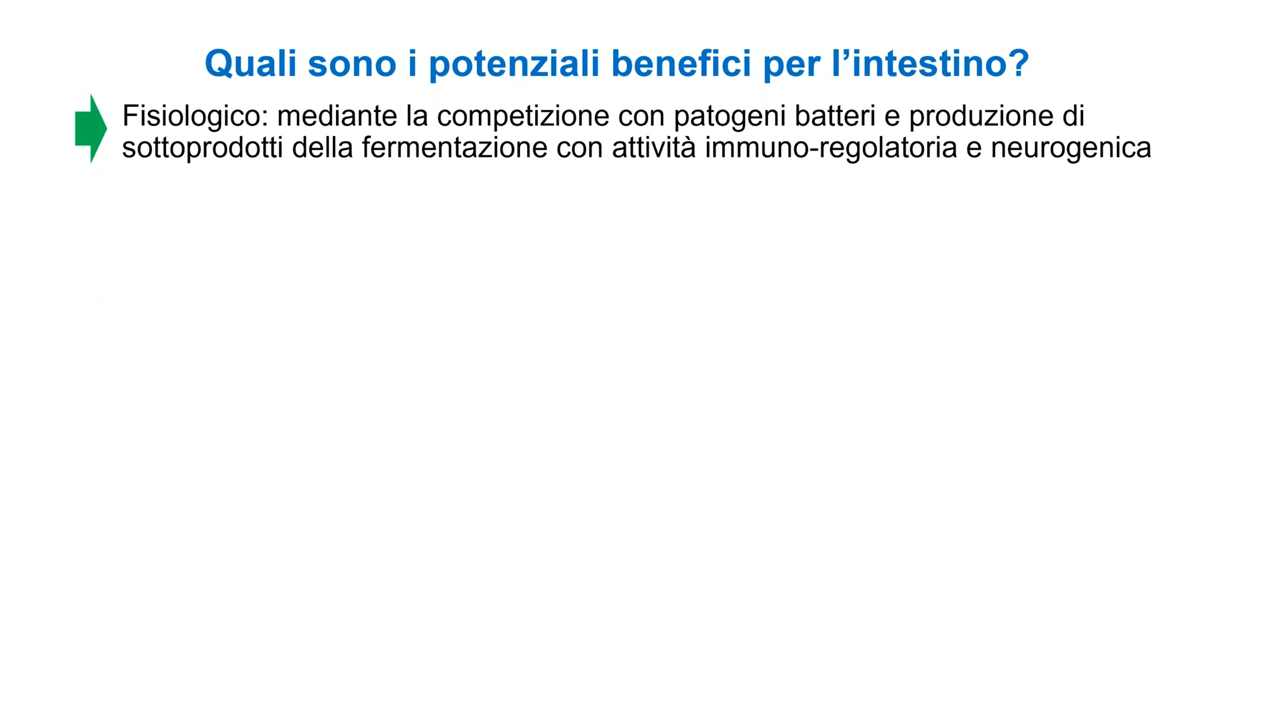 Quali sono i potenziali benefici per l’intestino?
Fisiologico: mediante la competizione con patogeni batteri e produzione di
sottoprodotti della fermentazione con attività immuno-regolatoria e neurogenica